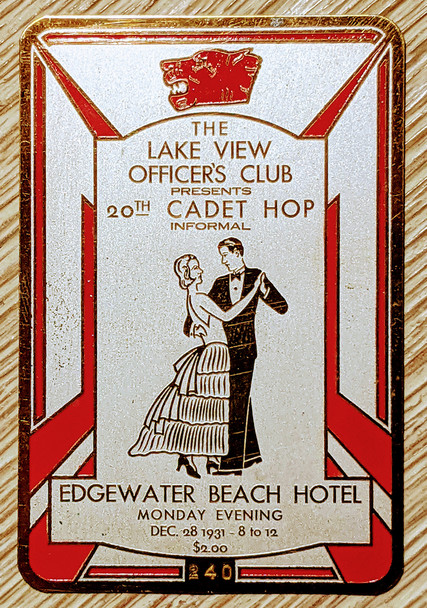 THE
LAKE VIEW
OFFICER'S CLUB
PRESENTS
20TH CADET HOP
INFORMAL
EDGEWATER BEACH HOTEL
MONDAY EVENING
DEC. 28 1931 - 8 to 12
$2.00
NO 240